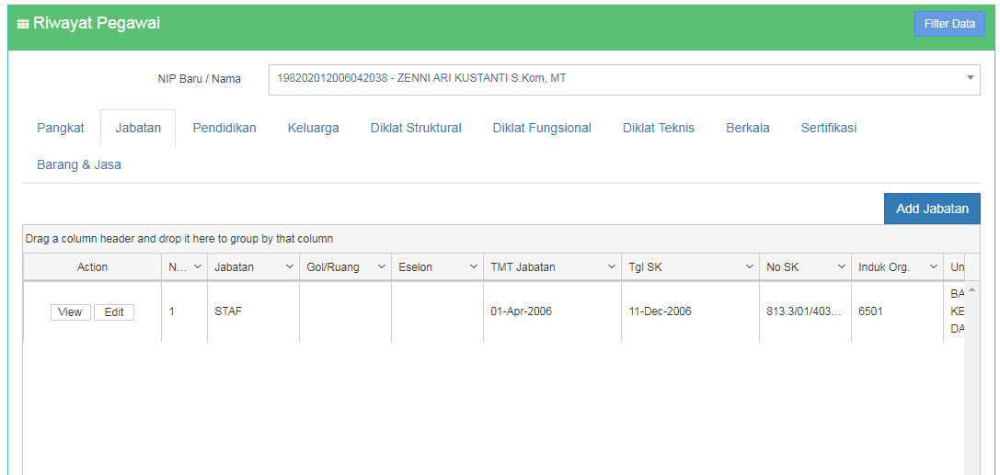 Riwayat Pegawai
Filter Data
NIP Baru / Nama
198202012006042038 - ZENNI ARI KUSTANTI S.Kom, MT
Pangkat Jabatan Pendidikan Keluarga Diklat Struktural Diklat Fungsional Diklat Teknis Berkala Sertifikasi
Barang & Jasa
Add Jabatan
Drag a column header and drop it here to group by that column
Action N... Jabatan Gol/Ruang Eselon TMT Jabatan Tgl SK No SK Induk Org. Un
View Edit 1 STAF 01-Apr-2006 11-Dec-2006 813.3/01/403... 6501 BA
KE
DA